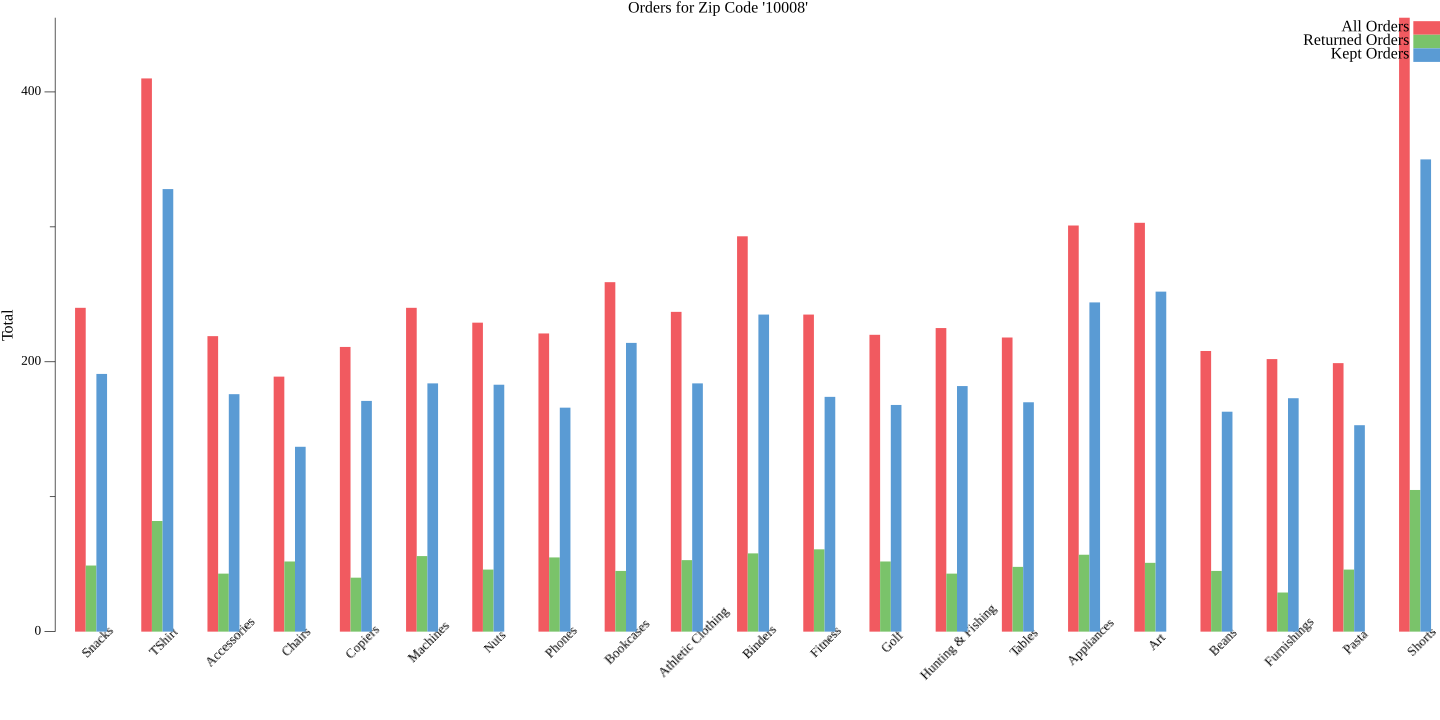 Orders for Zip Code '10008'
All Orders
Returned Orders
Kept Orders
Total
400
200
0
Snacks
TShirt
Accessories
Chairs
Copiers
Machines
Nuts
Phones
Bookcases
Athletic Clothing
Binders
Fitness
Golf
Hunting & Fishing
Tables
Appliances
Art
Beans
Furnishings
Pasta
Shorts